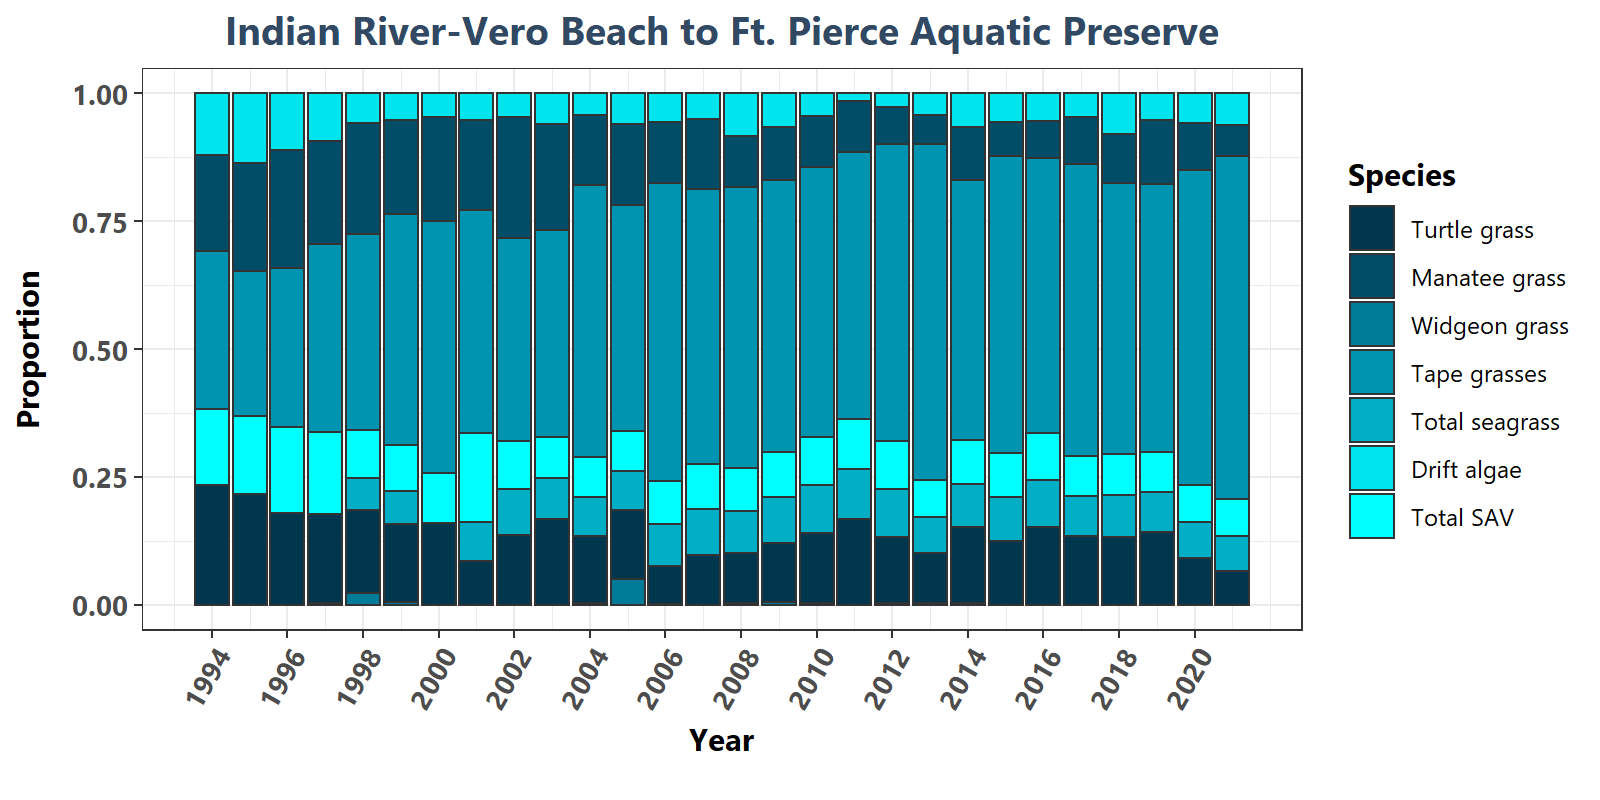 Indian River-Vero Beach to Ft. Pierce Aquatic Preserve
1.00
0.75
0.50
0.25
0.00
Proportion
1994
1996
1998
2000
2002
2004
2006
2008
2010
2012
2014
2016
2018
2020
Year
Species
Turtle grass
Manatee grass
Widgeon grass
Tape grasses
Total seagrass
Drift algae
Total SAV